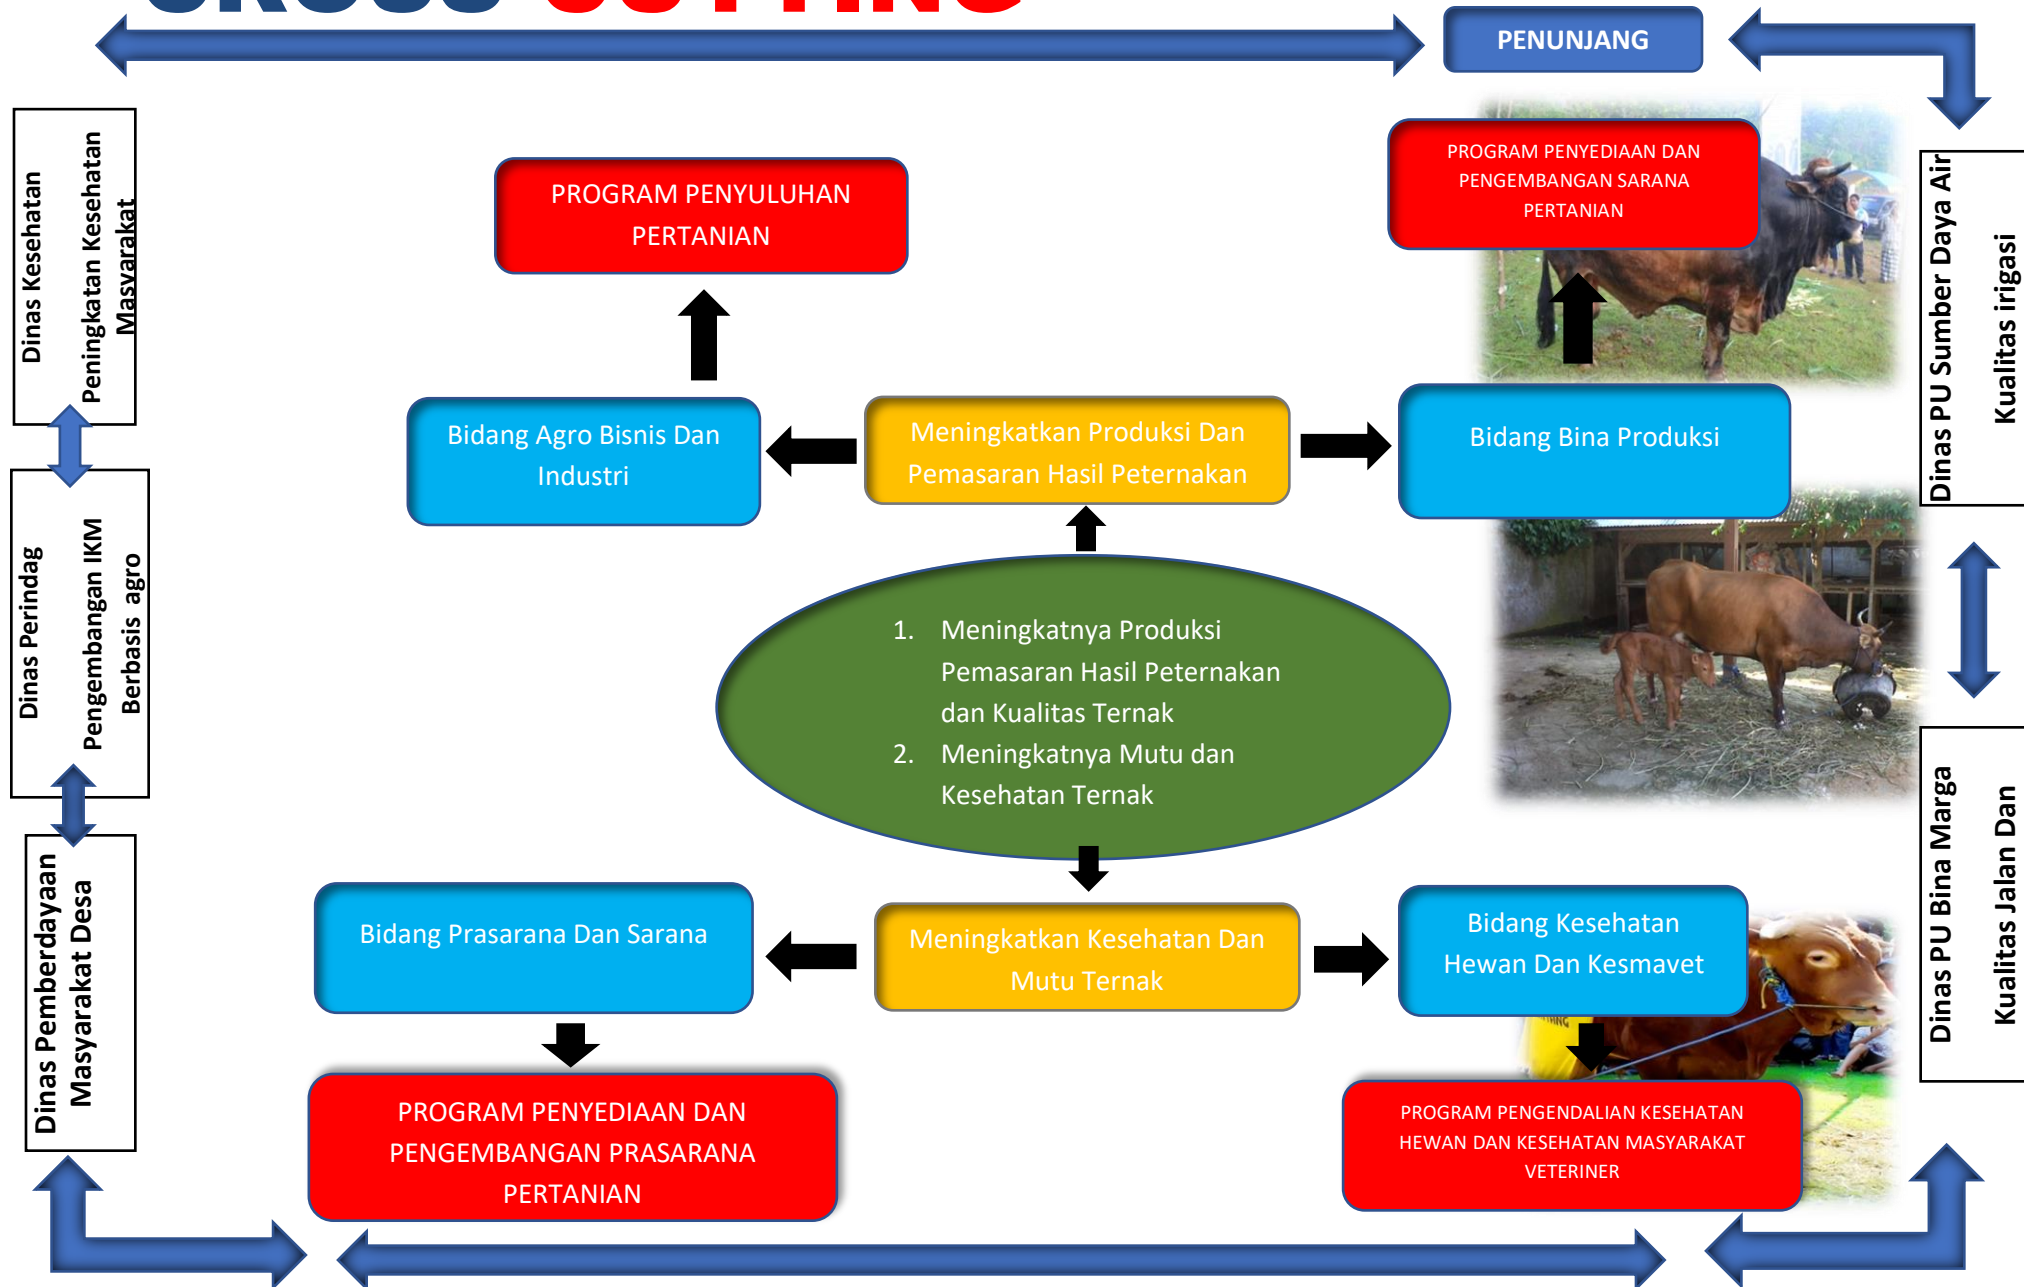 CROSS CUTTING
PENUNJANG
Dinas Kesehatan
Peningkatan Kesehatan
Masyarakat
Dinas Perindag
Pengembangan IKM
Berbasis agro
Dinas Pemberdayaan
Masyarakat Desa
PROGRAM PENYULUHAN
PERTANIAN
PROGRAM PENYEDIAAN DAN
PENGEMBANGAN SARANA
PERTANIAN
Bidang Agro Bisnis Dan
Industri
Meningkatkan Produksi Dan
Pemasaran Hasil Peternakan
Bidang Bina Produksi
1. Meningkatnya Produksi
Pemasaran Hasil Peternakan
dan Kualitas Ternak
2. Meningkatnya Mutu dan
Kesehatan Ternak
Bidang Prasarana Dan Sarana
Meningkatkan Kesehatan Dan
Mutu Ternak
Bidang Kesehatan
Hewan Dan Kesmavet
PROGRAM PENYEDIAAN DAN
PENGEMBANGAN PRASARANA
PERTANIAN
PROGRAM PENGENDALIAN KESEHATAN
HEWAN DAN KESEHATAN MASYARAKAT
VETERINER
Dinas PU Sumber Daya Air
Kualitas irigasi
Dinas PU Bina Marga
Kualitas Jalan Dan